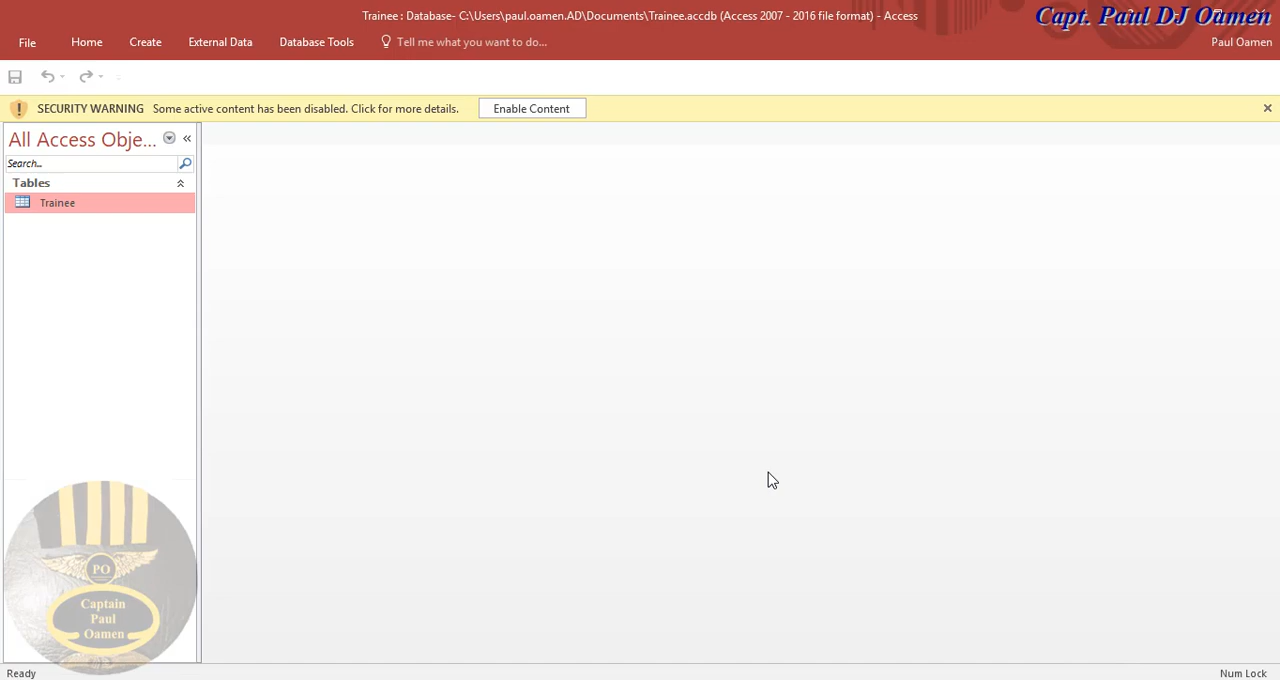 Trainee : Database- C:\Users\paul.oamen.AD\Documents\Trainee.accdb (Access 2007 - 2016 file format) - Access
Capt. Paul DJ Oamen
File Home Create External Data Database Tools Tell me what you want to do... Paul Oamen
SECURITY WARNING Some active content has been disabled. Click for more details. Enable Content
All Access Obje...
Search...
Tables
Trainee
PO
Captain
Paul
Oamen
Ready Num Lock